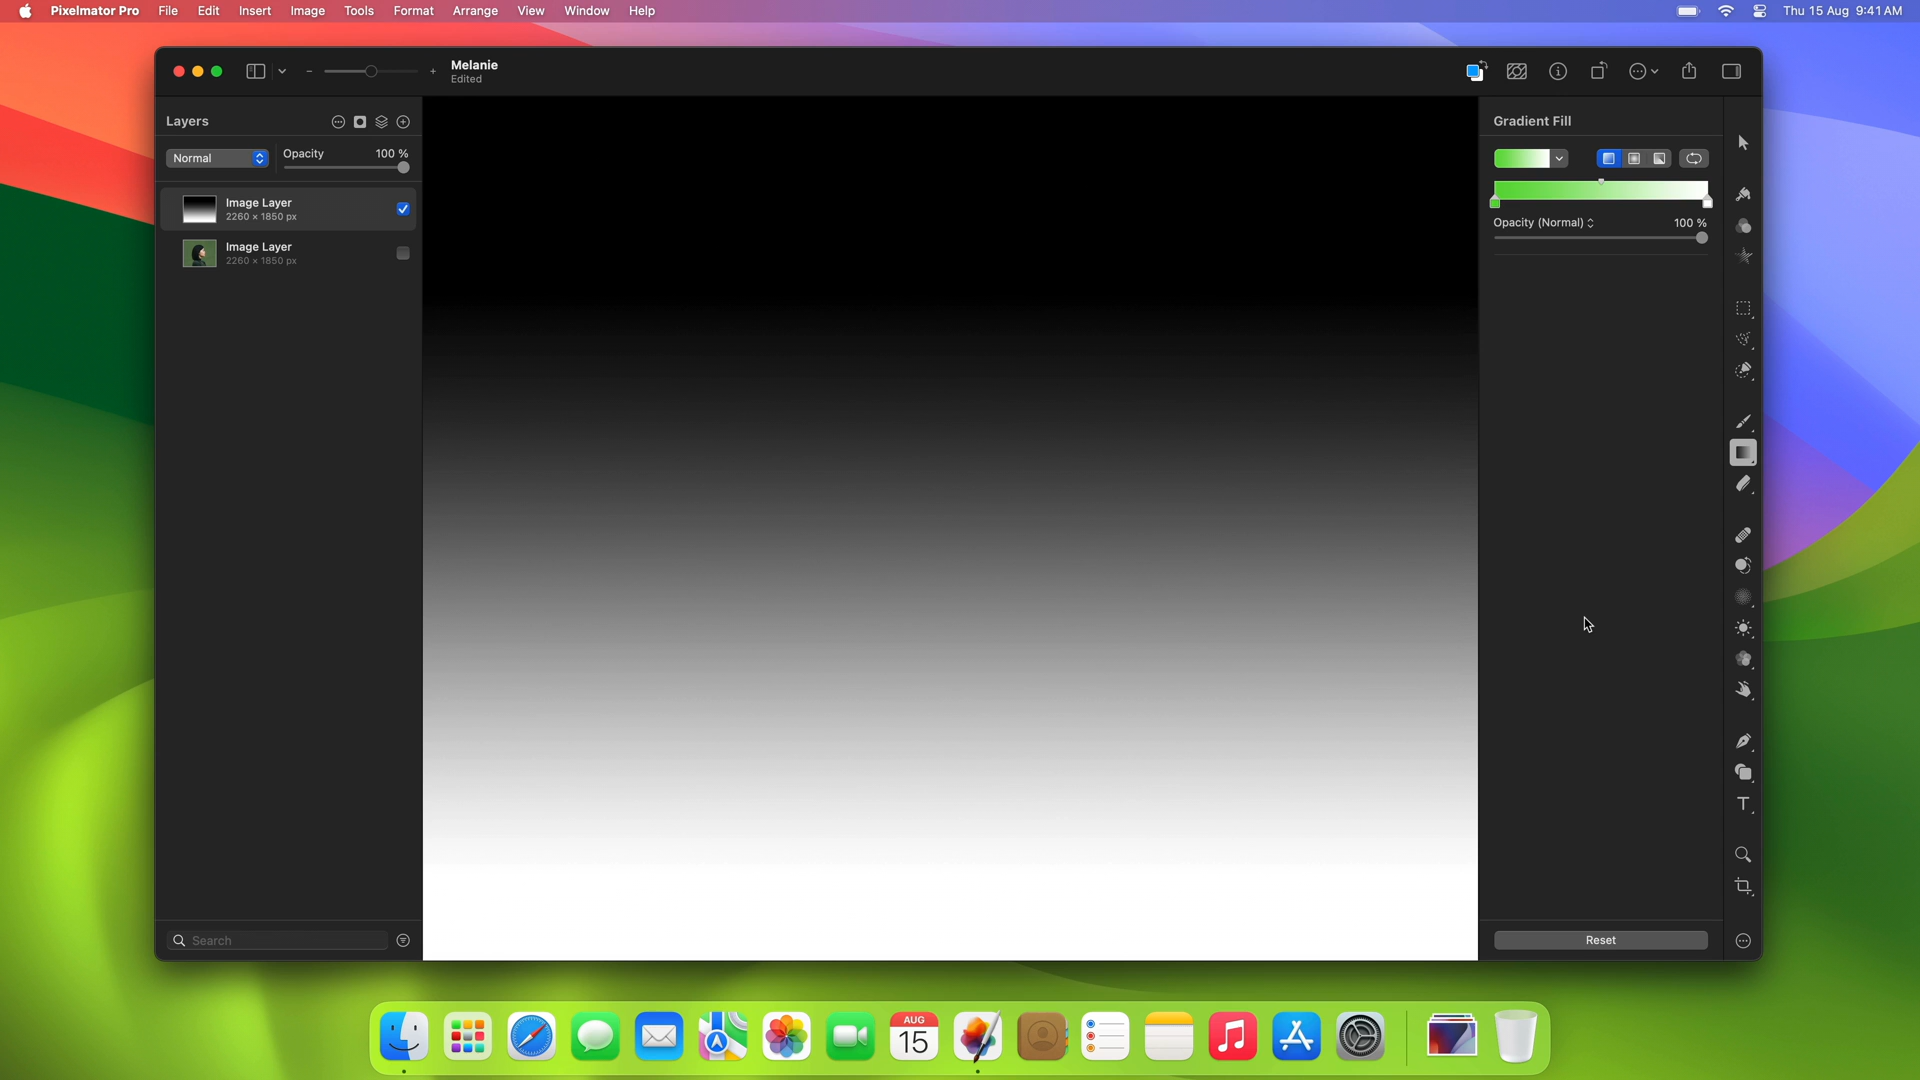 Pixelmator Pro File Edit Insert Image Tools Format Arrange View Window Help Thu 15 Aug 9:41 AM
Melanie
Edited
Layers
Normal Opacity 100 %
Image Layer
2260 × 1850 px
Image Layer
2260 × 1850 px
Search
Gradient Fill
Opacity (Normal) 100 %
Reset
T
AUG
15